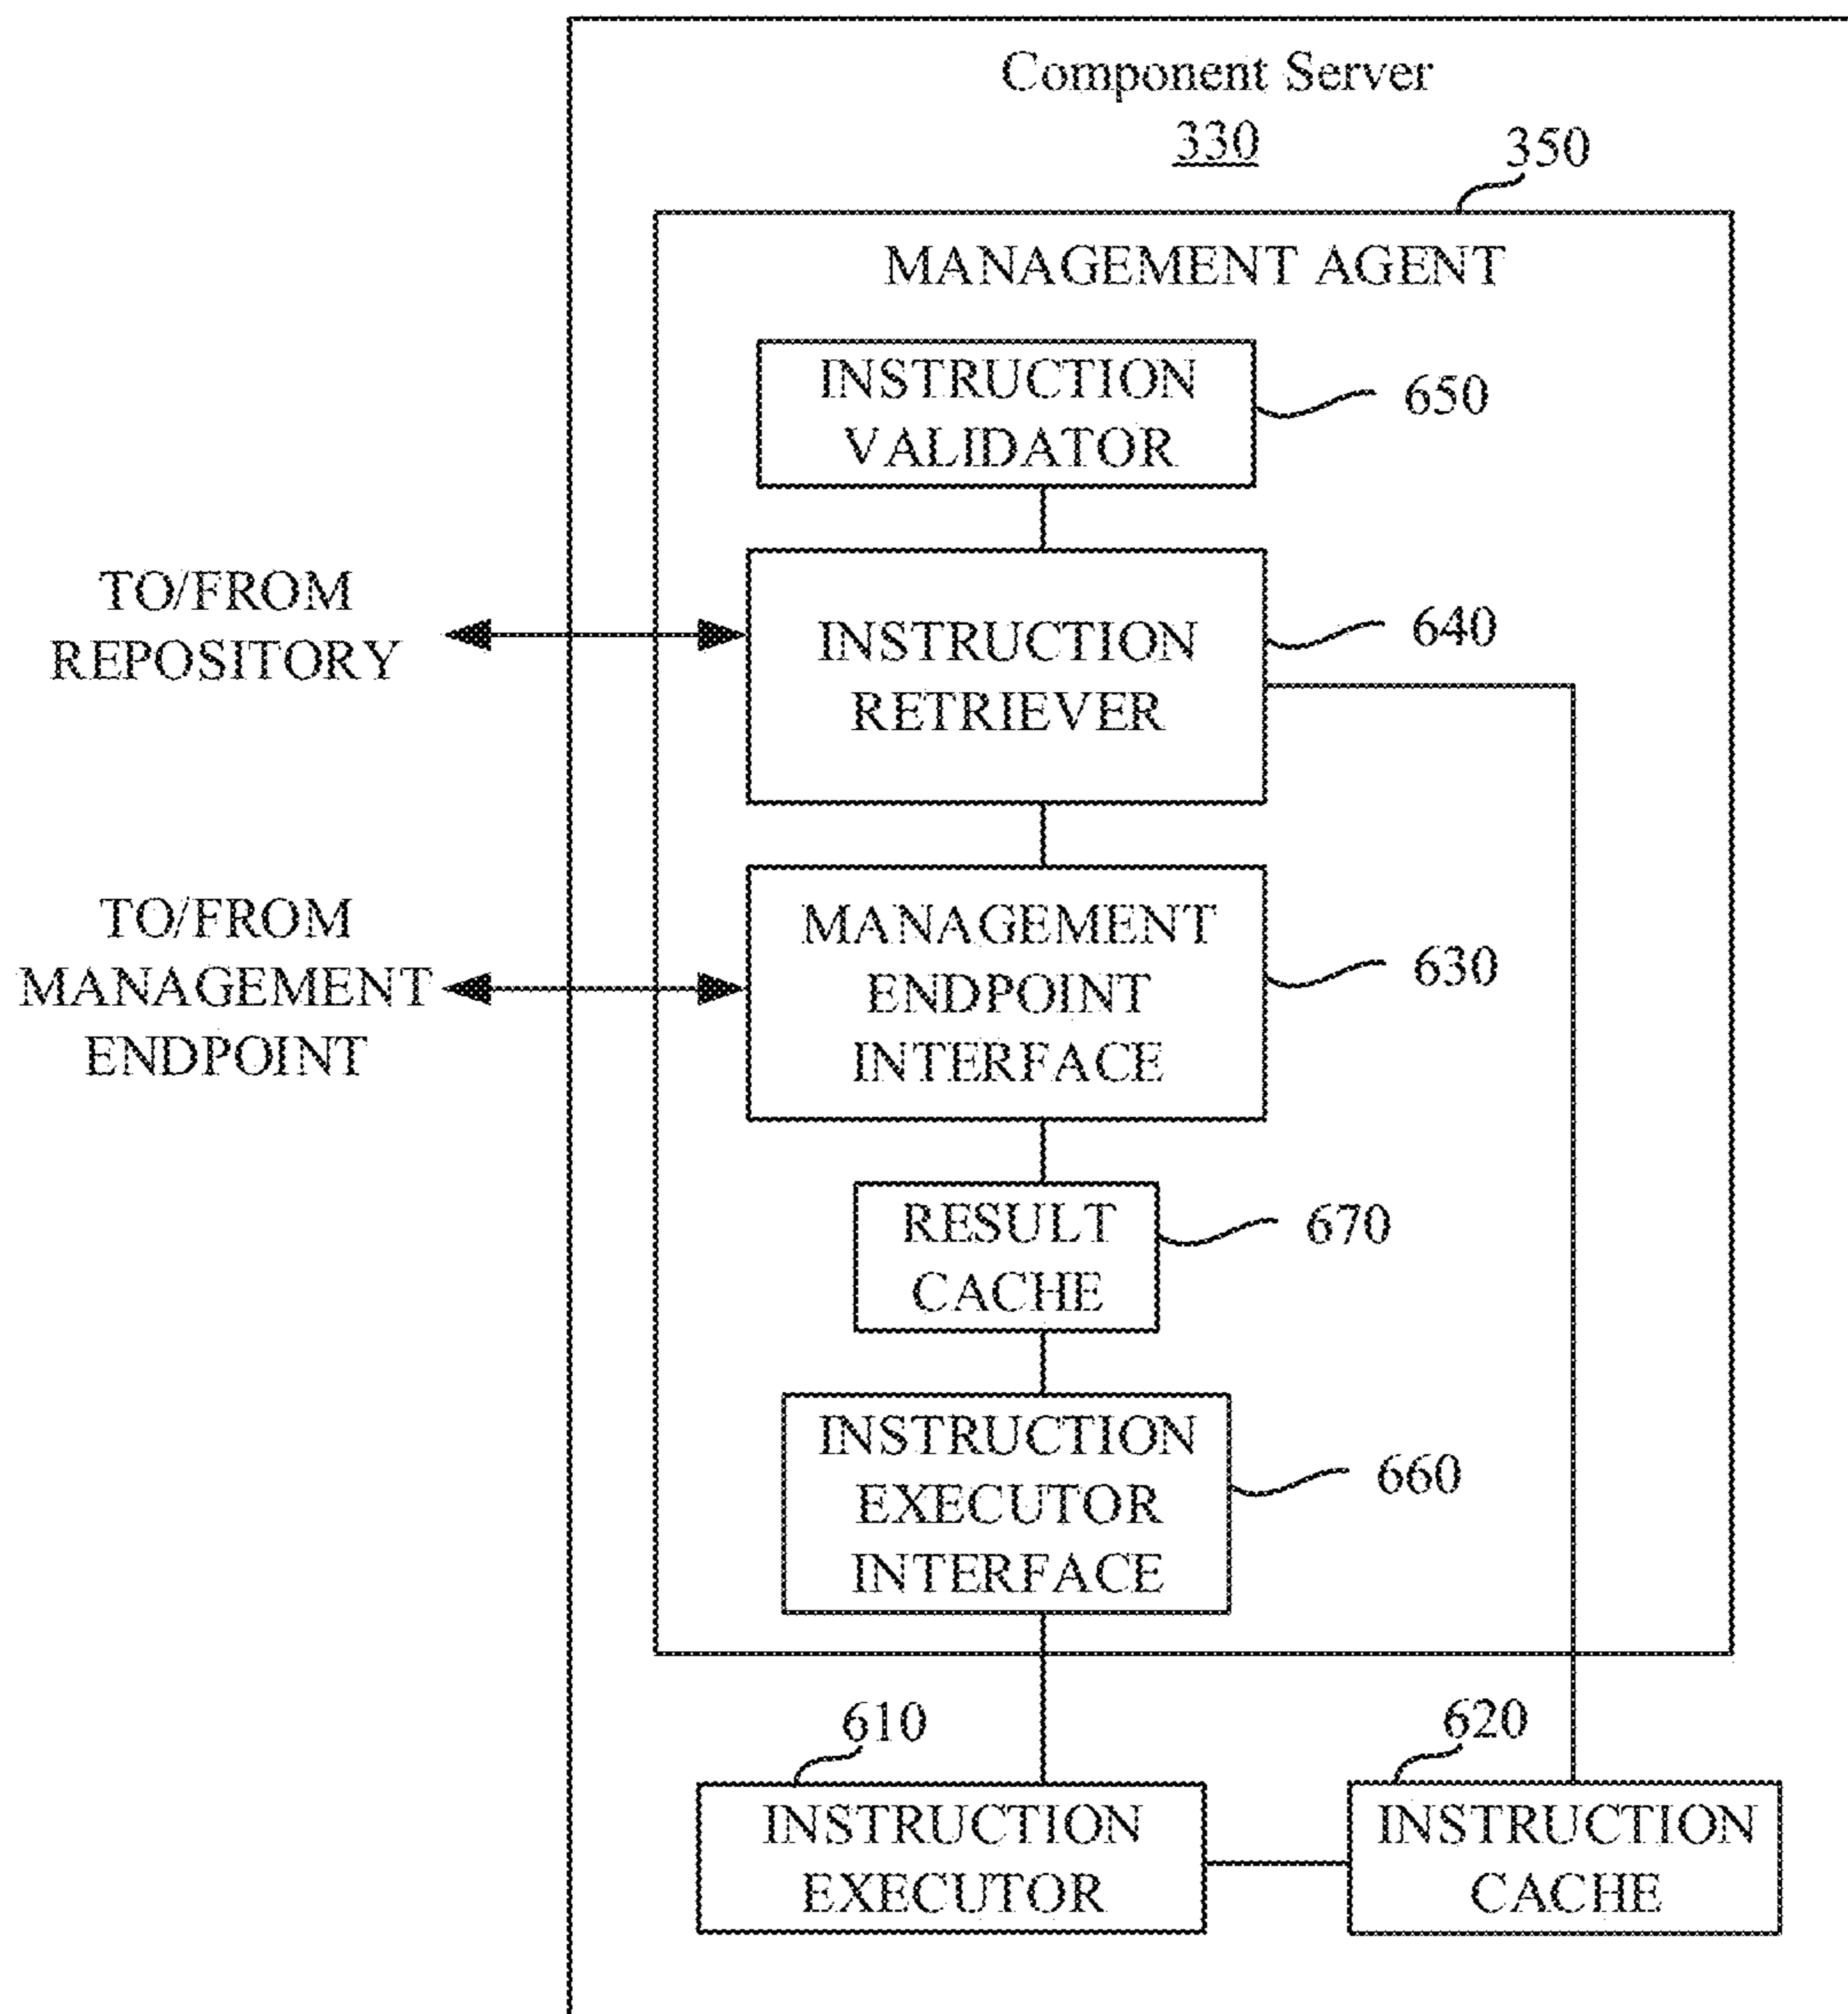 Component Server
330
350
MANAGEMENT AGENT
INSTRUCTION
VALIDATOR
650
TO/FROM
REPOSITORY
INSTRUCTION
RETRIEVER
640
TO/FROM
MANAGEMENT
ENDPOINT
MANAGEMENT
ENDPOINT
INTERFACE
630
RESULT
CACHE
670
INSTRUCTION
EXECUTOR
INTERFACE
660
610
620
INSTRUCTION
EXECUTOR
INSTRUCTION
CACHE